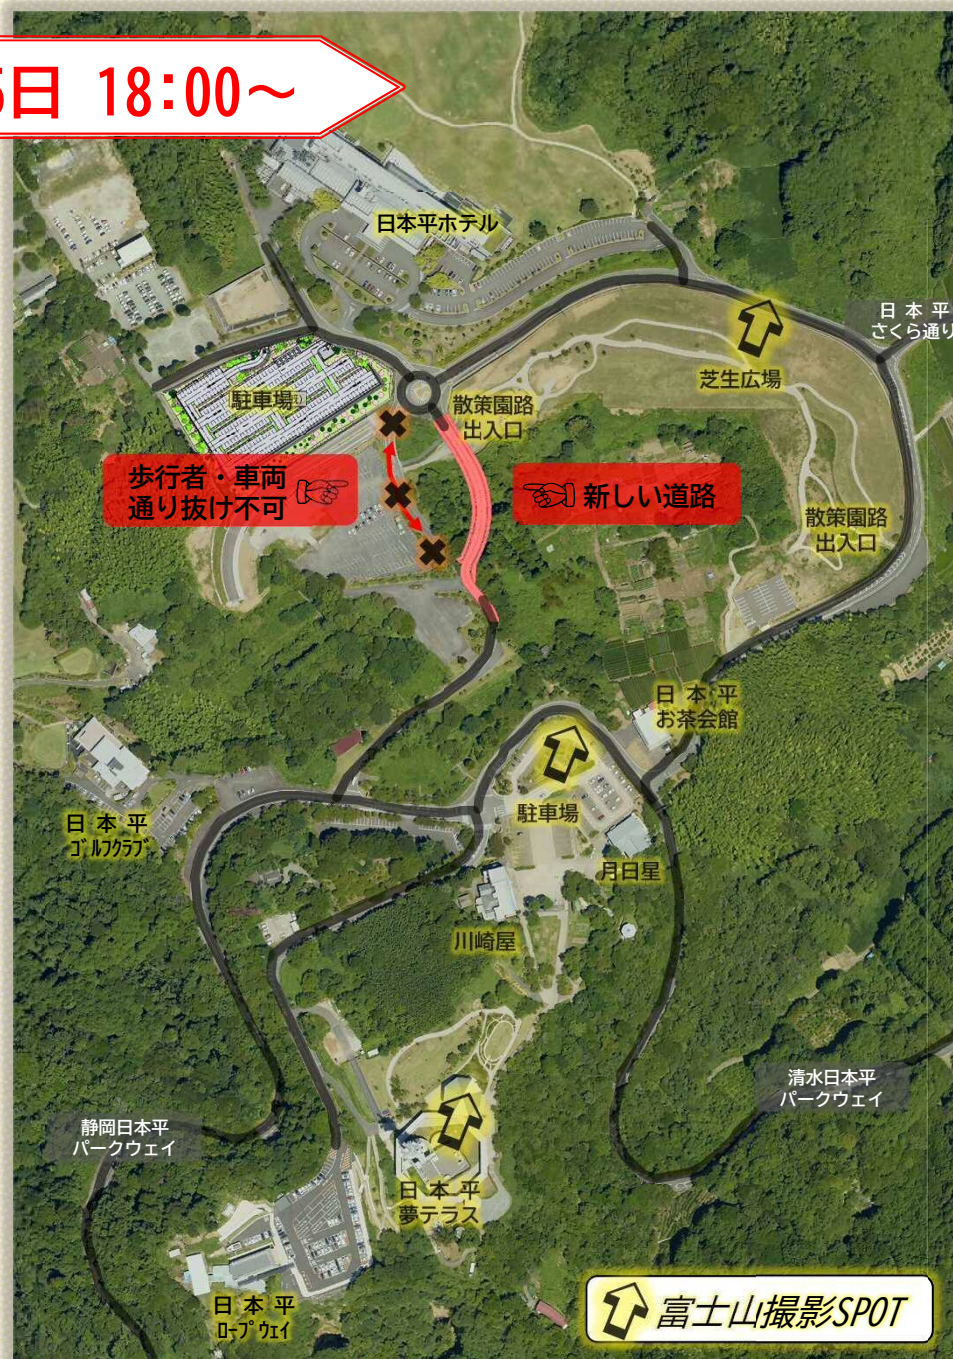 5日 18:00～
日本平ホテル
日本平
さくら通り
芝生広場
駐車場
散策園路
出入口
歩行者・車両
通り抜け不可
新しい道路
散策園路
出入口
日本平
お茶会館
駐車場
日本平
ゴルフクラブ
月日星
川崎屋
清水日本平
パークウェイ
静岡日本平
パークウェイ
日本平
夢テラス
日本平
ロープウェイ
富士山撮影SPOT